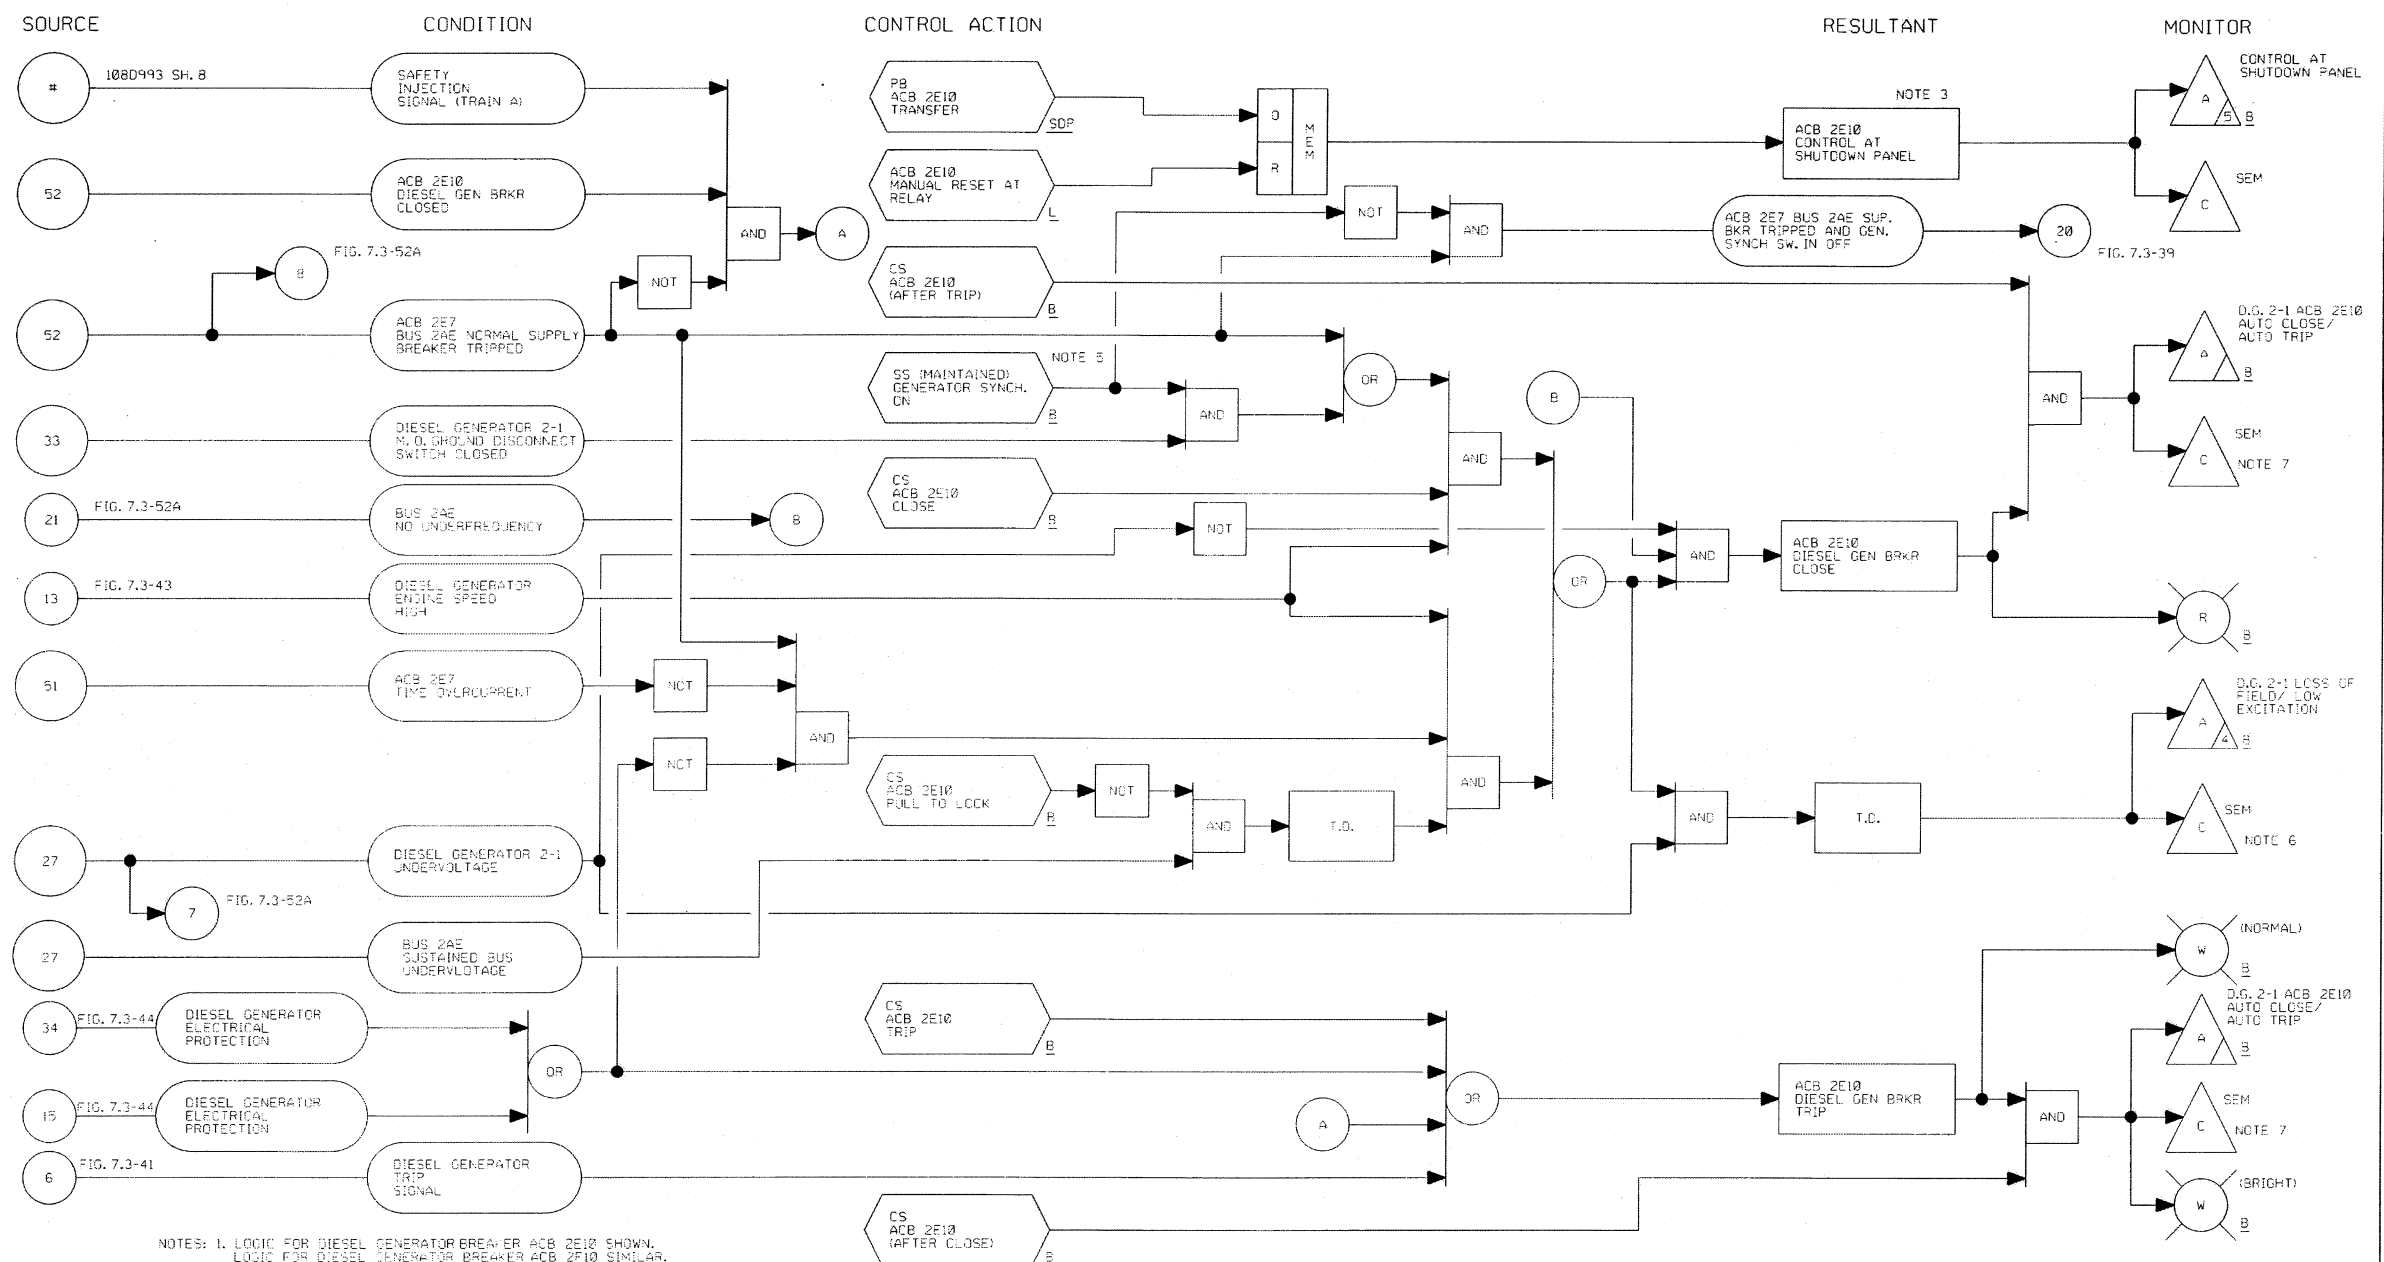 SOURCE
CONDITION
CONTROL ACTION
RESULTANT
MONITOR
#
108D993 SH. 8
SAFETY
INJECTION
SIGNAL (TRAIN A)
PB
ACB 2E10
TRANSFER
SDP
O
R
MEM
NOTE 3
ACB 2E10
CONTROL AT
SHUTDOWN PANEL
A
5
B
CONTROL AT
SHUTDOWN PANEL
C
SEM
52
ACB 2E10
DIESEL GEN BRKR
CLOSED
AND
A
ACB 2E10
MANUAL RESET AT
RELAY
L
NOT
AND
ACB 2E7 BUS 2AE SUP.
BKR TRIPPED AND GEN.
SYNCH SW. IN OFF
20
FIG. 7.3-39
8
FIG. 7.3-52A
NOT
CS
ACB 2E10
(AFTER TRIP)
B
52
ACB 2E7
BUS 2AE NORMAL SUPPLY
BREAKER TRIPPED
NOTE 5
SS (MAINTAINED)
GENERATOR SYNCH.
ON
B
AND
OR
B
AND
D.G. 2-1 ACB 2E10
AUTO CLOSE/
AUTO TRIP
A
B
C
SEM
NOTE 7
33
DIESEL GENERATOR 2-1
M.O. GROUND DISCONNECT
SWITCH CLOSED
CS
ACB 2E10
CLOSE
B
AND
21
FIG. 7.3-52A
BUS 2AE
NO UNDERFREQUENCY
B
NOT
AND
ACB 2E10
DIESEL GEN BRKR
CLOSE
13
FIG. 7.3-43
DIESEL GENERATOR
ENGINE SPEED
HIGH
OR
R
B
51
ACB 2E7
TIME OVERCURRENT
NOT
AND
NOT
D.G. 2-1 LOSS OF
FIELD/ LOW
EXCITATION
A
4
B
CS
ACB 2E10
PULL TO LOCK
B
NOT
AND
T.D.
AND
AND
T.D.
C
SEM
NOTE 6
27
DIESEL GENERATOR 2-1
UNDERVOLTAGE
7
FIG. 7.3-52A
27
BUS 2AE
SUSTAINED BUS
UNDERVLOTAGE
W
(NORMAL)
B
34
FIG. 7.3-44
DIESEL GENERATOR
ELECTRICAL
PROTECTION
CS
ACB 2E10
TRIP
B
D.G. 2-1 ACB 2E10
AUTO CLOSE/
AUTO TRIP
A
B
OR
OR
ACB 2E10
DIESEL GEN BRKR
TRIP
AND
15
FIG. 7.3-44
DIESEL GENERATOR
ELECTRICAL
PROTECTION
A
C
SEM
NOTE 7
6
FIG. 7.3-41
DIESEL GENERATOR
TRIP
SIGNAL
W
(BRIGHT)
B
CS
ACB 2E10
(AFTER CLOSE)
B
NOTES: 1. LOGIC FOR DIESEL GENERATOR BREAKER ACB 2E10 SHOWN.
LOGIC FOR DIESEL GENERATOR BREAKER ACB 2F10 SIMILAR.